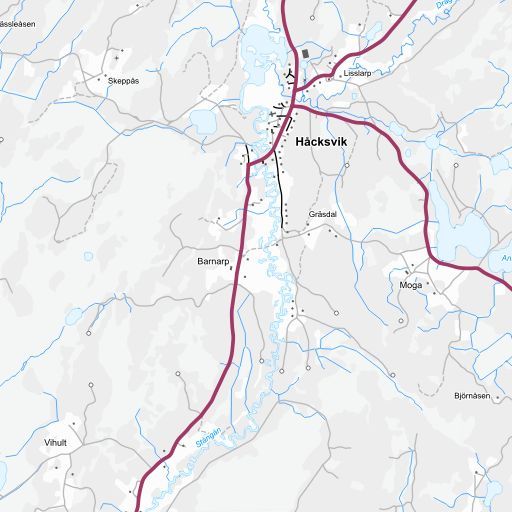 Skeppås
Lisslarp
Håcksvik
Gräsdal
Barnarp
Moga
Björnåsen
Stångån
Vihult